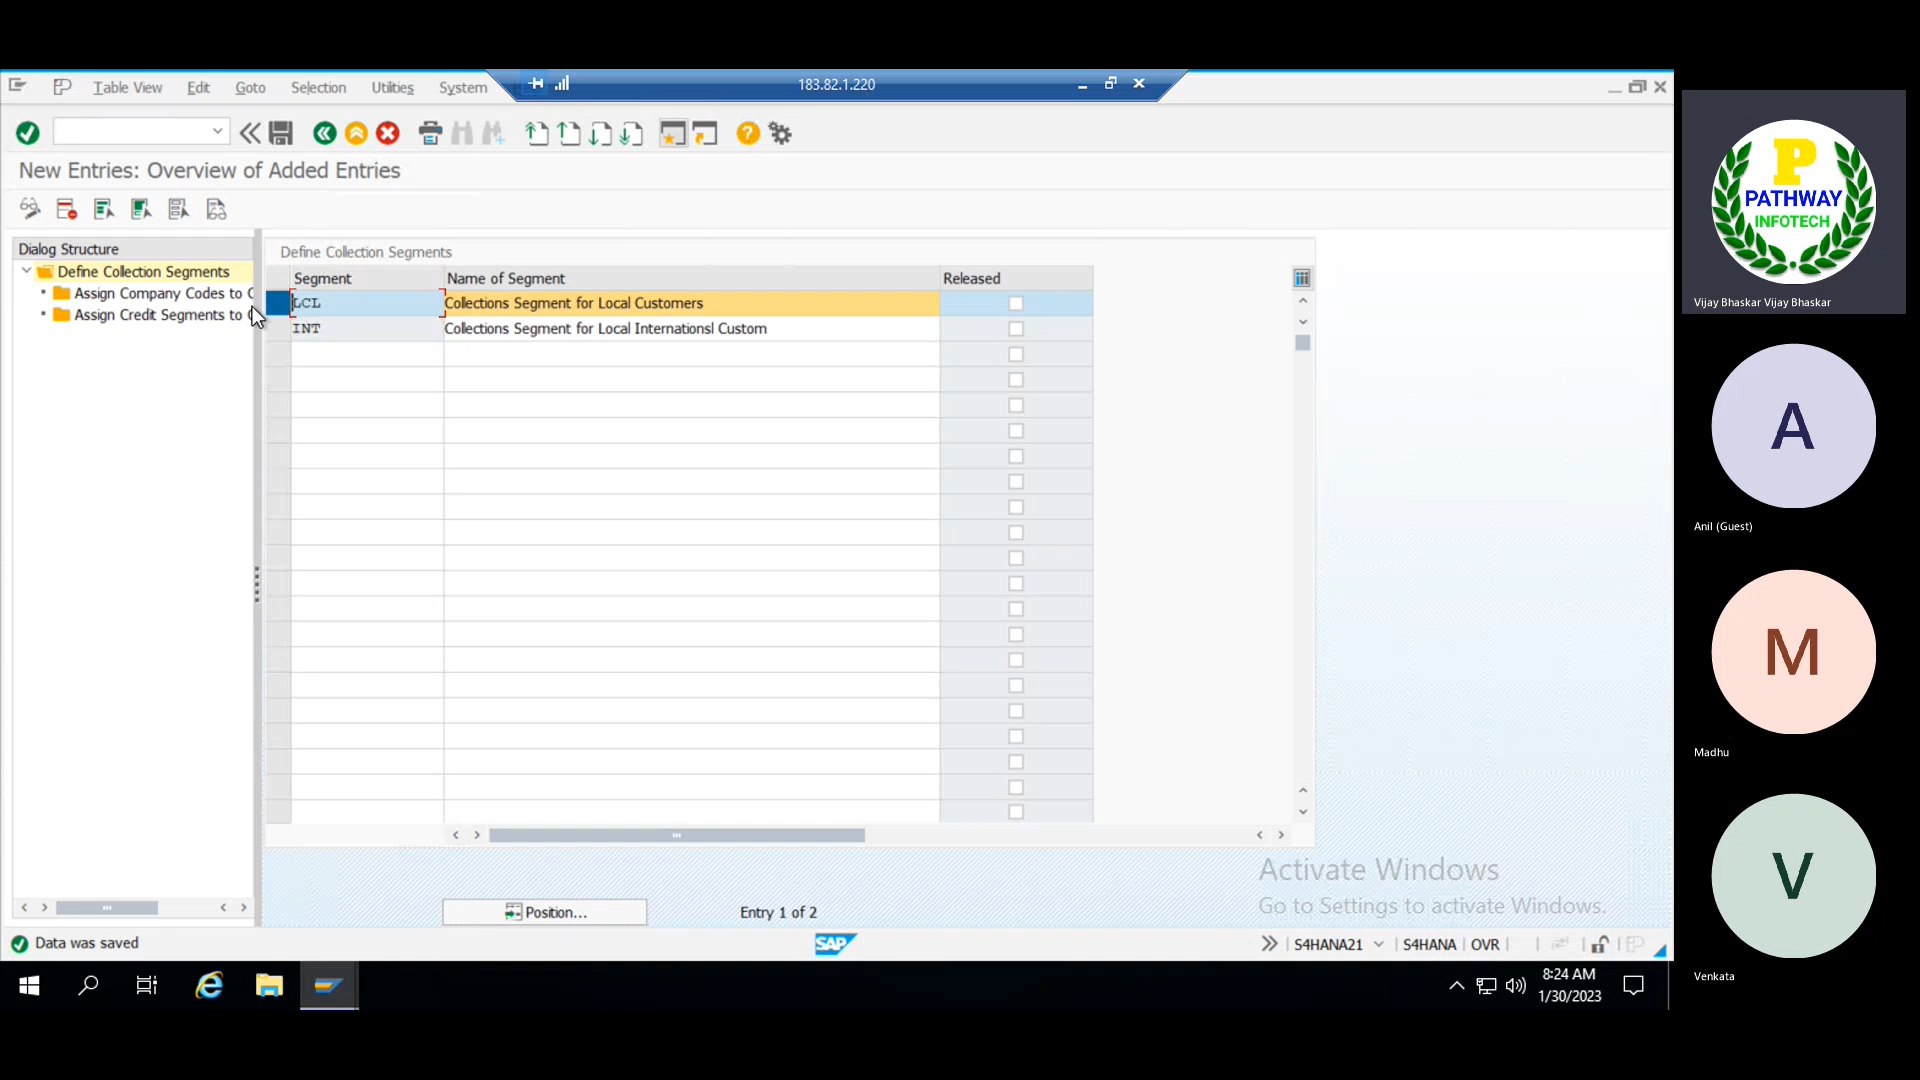 183.82.1.220
Table View Edit Goto Selection Utilities System
New Entries: Overview of Added Entries
Dialog Structure
Define Collection Segments
Assign Company Codes to C
Assign Credit Segments to
Define Collection Segments
Segment Name of Segment Released
LCL Collections Segment for Local Customers
INT Collections Segment for Local Internationsl Custom
Position... Entry 1 of 2
Activate Windows
Go to Settings to activate Windows.
Data was saved
SAP
S4HANA21 S4HANA OVR
8:24 AM
1/30/2023
P
PATHWAY
INFOTECH
Vijay Bhaskar Vijay Bhaskar
A
Anil (Guest)
M
Madhu
V
Venkata